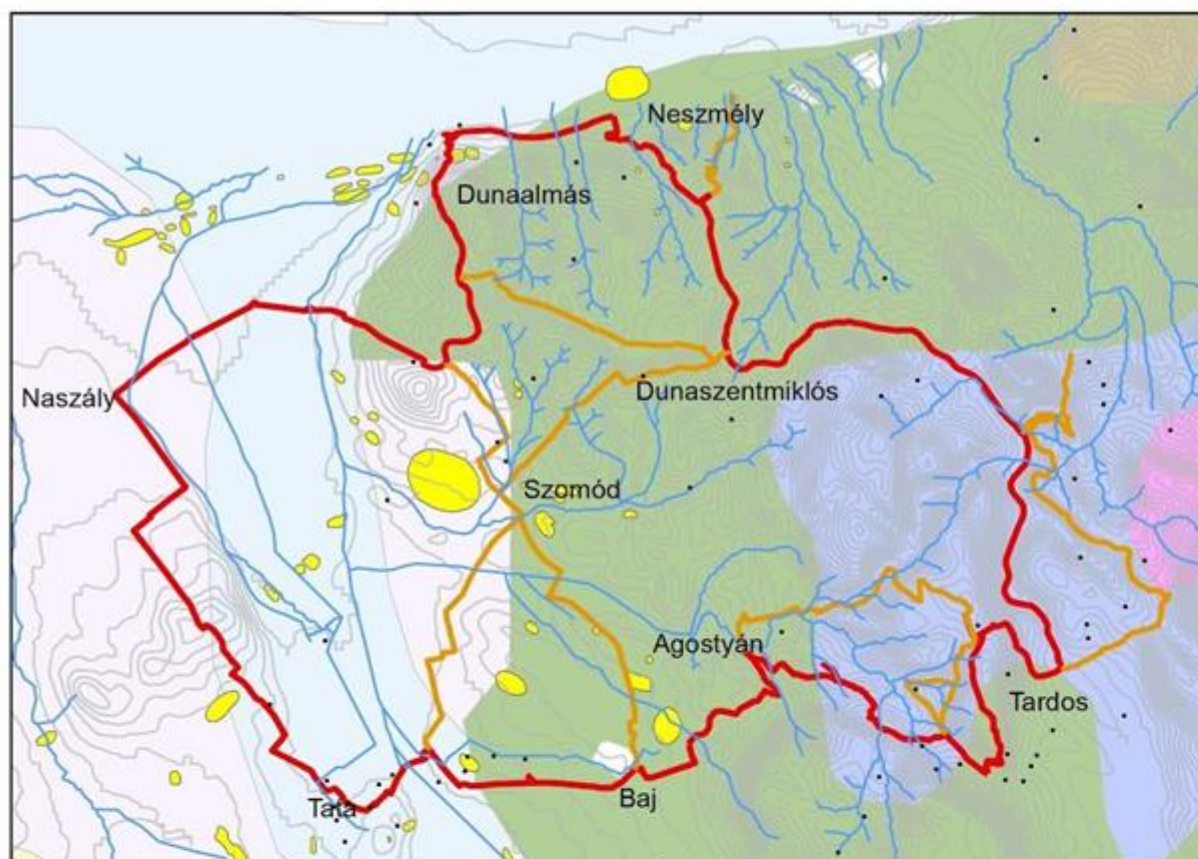 Neszmély
Dunaalmás
Naszály
Dunaszentmiklós
Szomód
Agostyán
Tardos
Tata
Baj